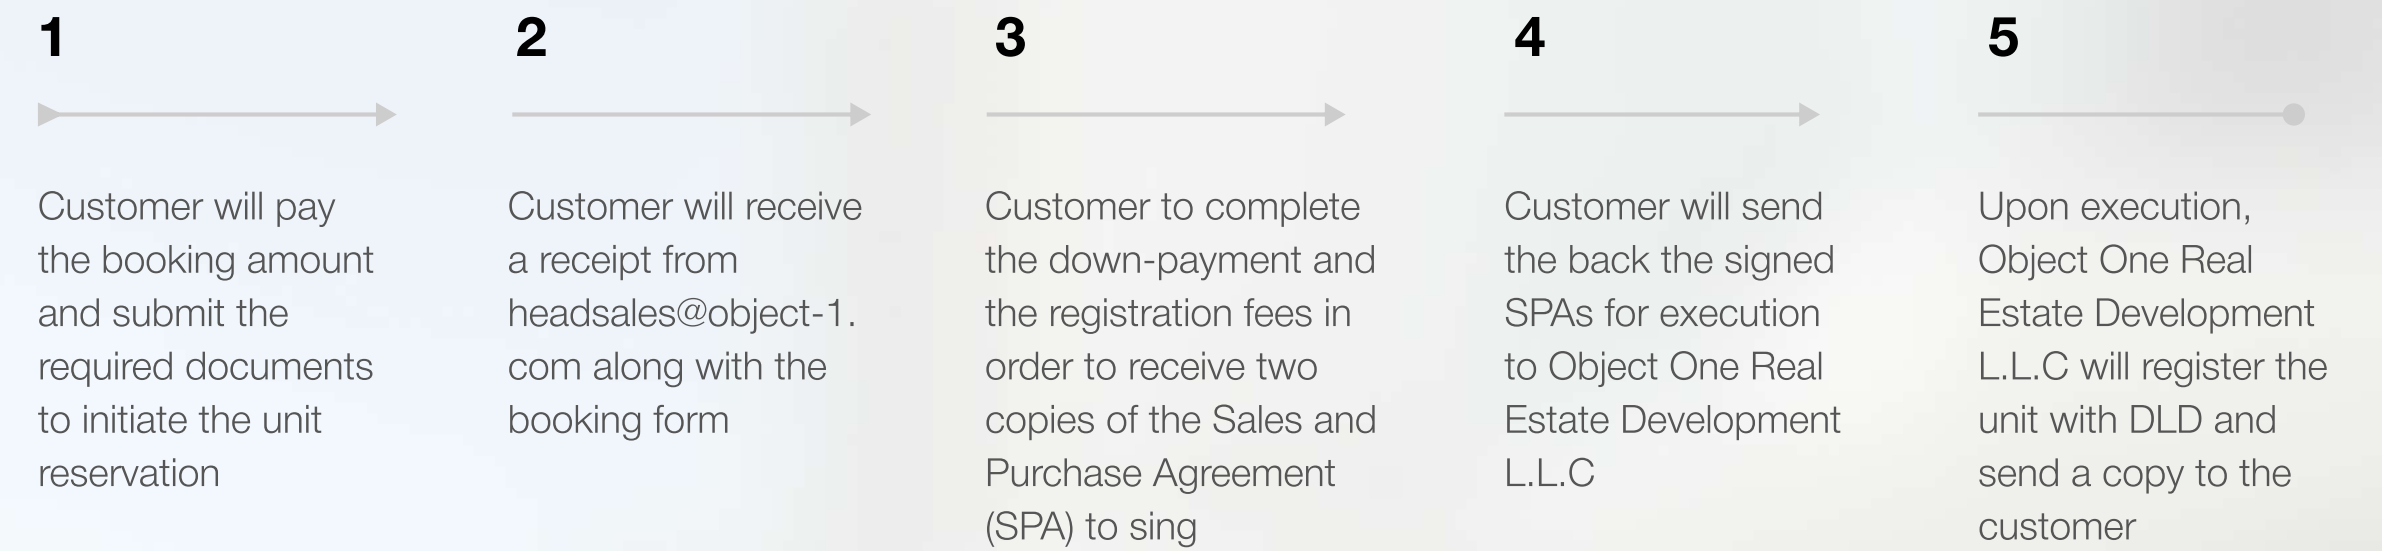 1
Customer will pay
the booking amount
and submit the
required documents
to initiate the unit
reservation
2
Customer will receive
a receipt from
headsales@object-1.
com along with the
booking form
3
Customer to complete
the down-payment and
the registration fees in
order to receive two
copies of the Sales and
Purchase Agreement
(SPA) to sing
4
Customer will send
the back the signed
SPAs for execution
to Object One Real
Estate Development
L.L.C
5
Upon execution,
Object One Real
Estate Development
L.L.C will register the
unit with DLD and
send a copy to the
customer